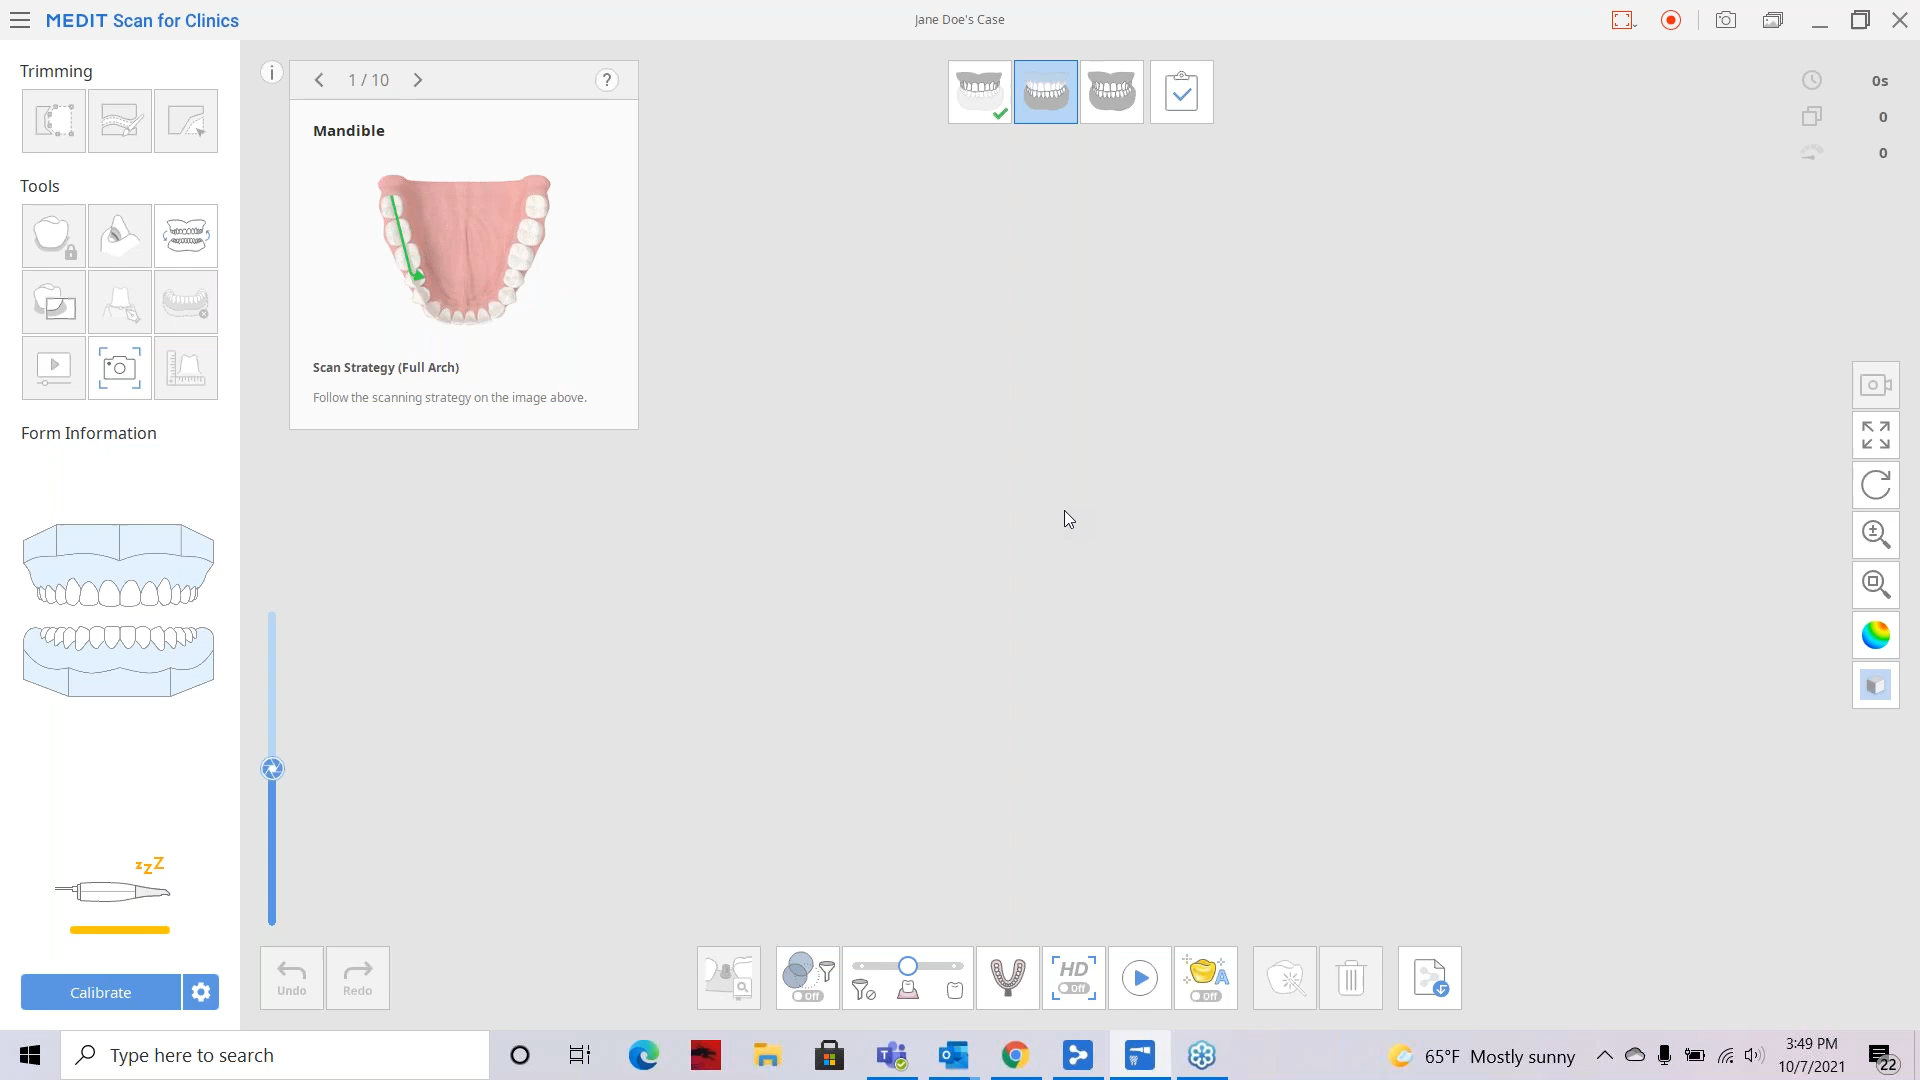 MEDIT Scan for Clinics
Jane Doe's Case
Trimming
Tools
Form Information
zzZ
Calibrate
1 / 10
?
i
Mandible
Scan Strategy (Full Arch)
Follow the scanning strategy on the image above.
0s
0
0
Undo
Redo
Off
HD
Off
A
Off
Type here to search
65°F Mostly sunny
3:49 PM
10/7/2021
22